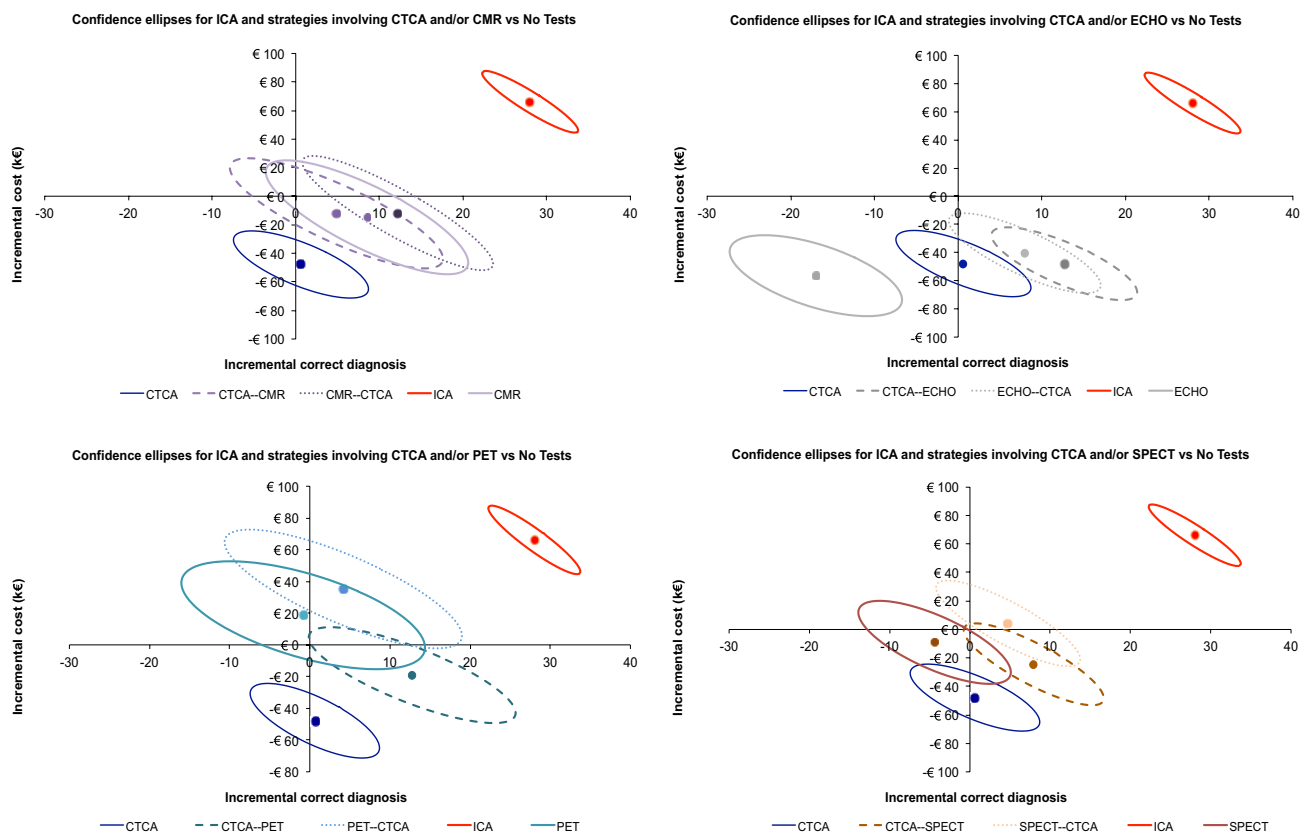 Confidence ellipses for ICA and strategies involving CTCA and/or CMR vs No Tests
Incremental cost (k€)
€ 100
€ 80
€ 60
€ 40
€ 20
€ 0
-€ 20
-€ 40
-€ 60
-€ 80
-€ 100
-30 -20 -10 0 10 20 30 40
Incremental correct diagnosis
CTCA CTCA--CMR CMR--CTCA ICA CMR
Confidence ellipses for ICA and strategies involving CTCA and/or ECHO vs No Tests
Incremental cost (k€)
€ 100
€ 80
€ 60
€ 40
€ 20
€ 0
-€ 20
-€ 40
-€ 60
-€ 80
-€ 100
-30 -20 -10 0 10 20 30 40
Incremental correct diagnosis
CTCA CTCA--ECHO ECHO--CTCA ICA ECHO
Confidence ellipses for ICA and strategies involving CTCA and/or PET vs No Tests
Incremental cost (k€)
€ 100
€ 80
€ 60
€ 40
€ 20
€ 0
-€ 20
-€ 40
-€ 60
-€ 80
-30 -20 -10 0 10 20 30 40
Incremental correct diagnosis
CTCA CTCA--PET PET--CTCA ICA PET
Confidence ellipses for ICA and strategies involving CTCA and/or SPECT vs No Tests
Incremental cost (k€)
€ 100
€ 80
€ 60
€ 40
€ 20
€ 0
-€ 20
-€ 40
-€ 60
-€ 80
-€ 100
-30 -20 -10 0 10 20 30 40
Incremental correct diagnosis
CTCA CTCA--SPECT SPECT--CTCA ICA SPECT